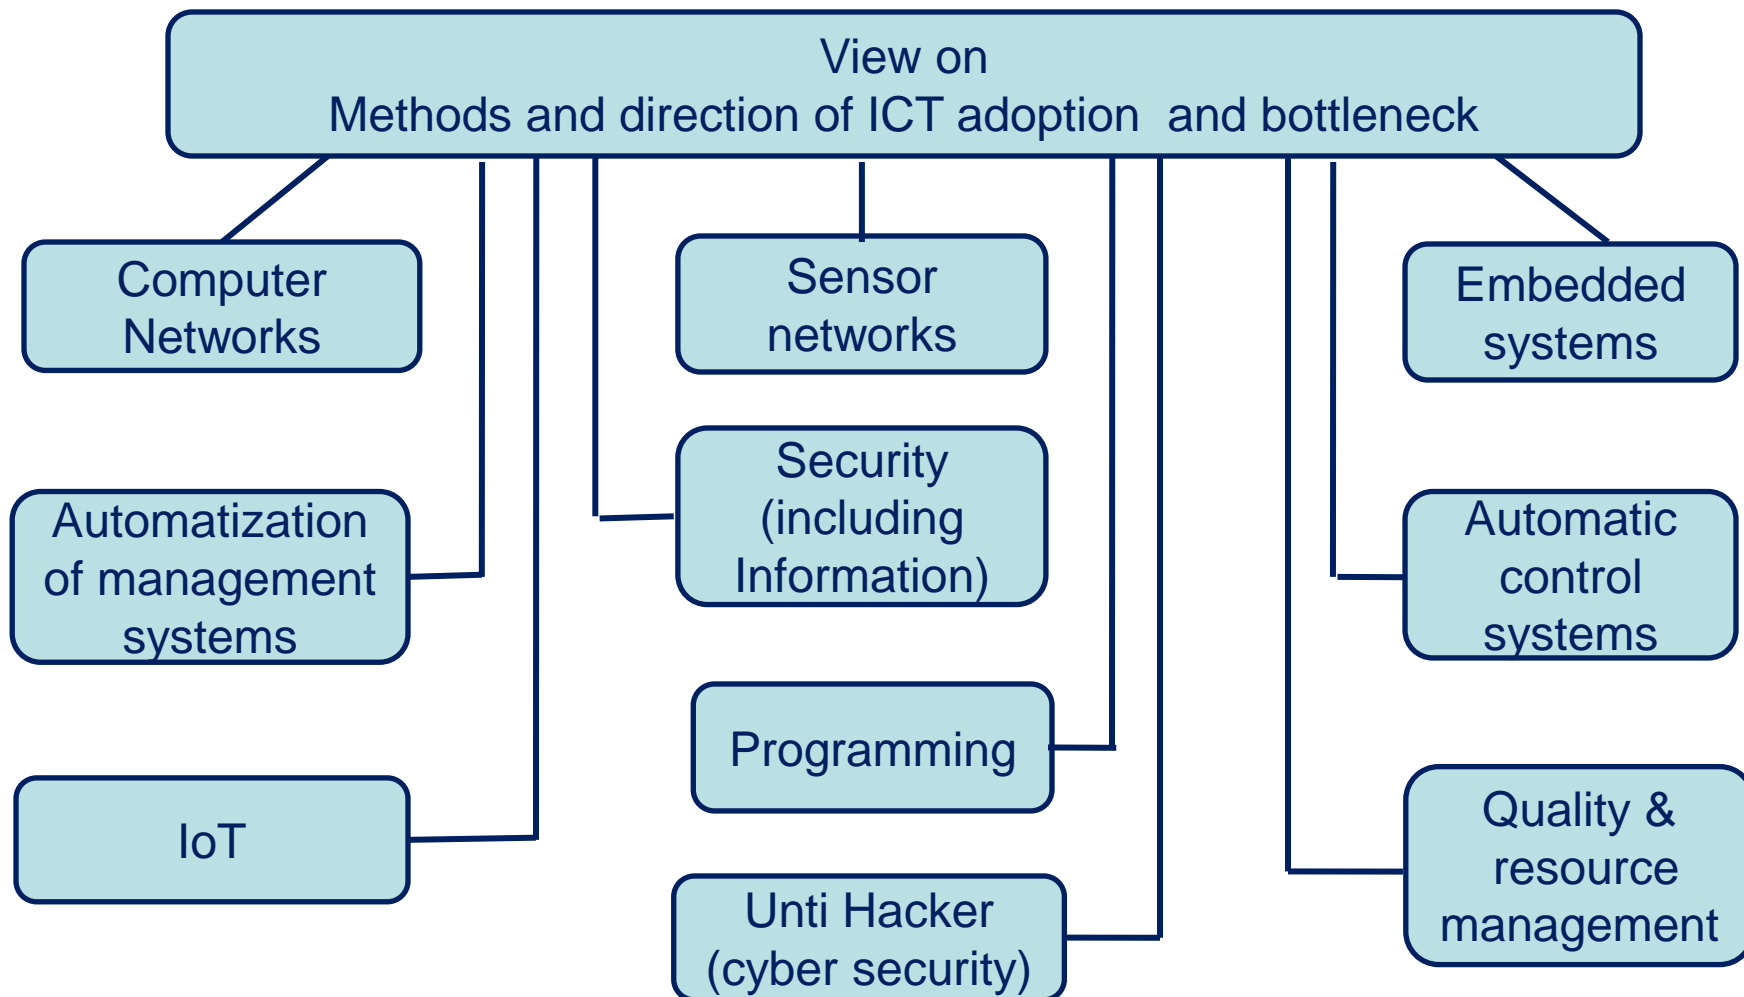 View on
Methods and direction of ICT adoption and bottleneck
Computer
Networks
Sensor
networks
Embedded
systems
Automatization
of management
systems
Security
(including
Information)
Automatic
control
systems
Programming
IoT
Quality &
resource
management
Unti Hacker
(cyber security)